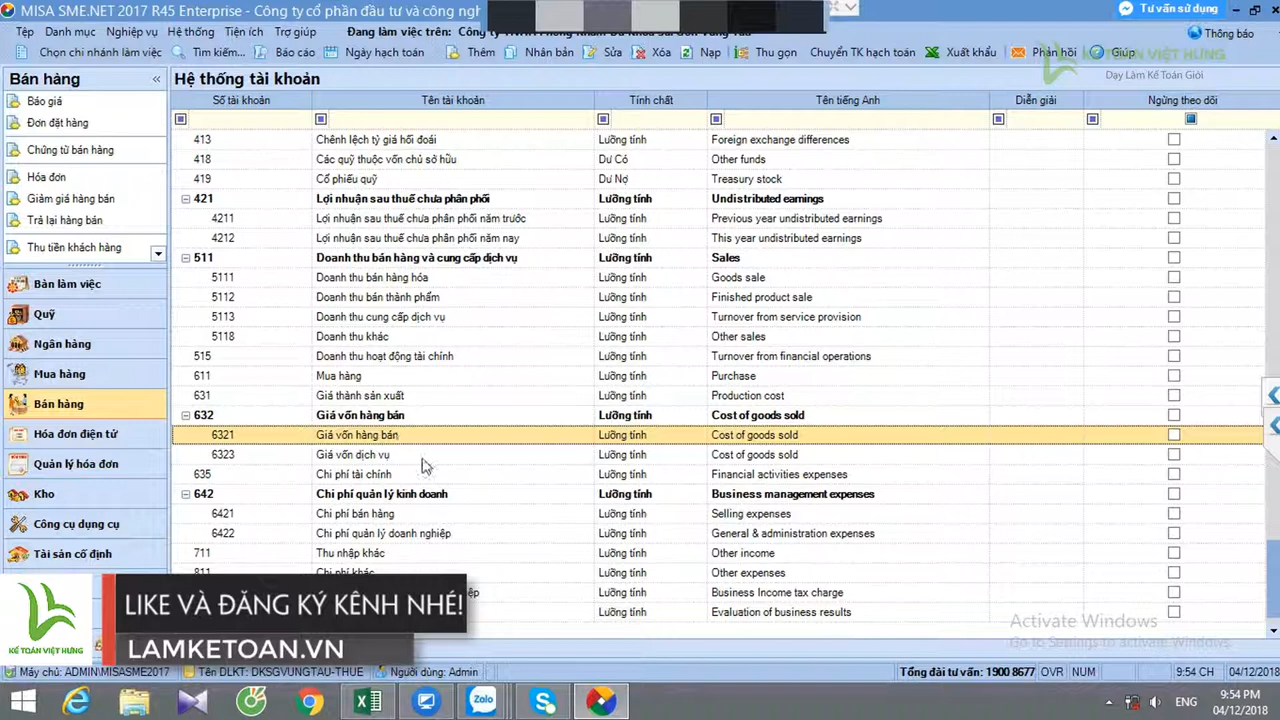 MISA SME.NET 2017 R45 Enterprise - Công ty cổ phần đầu tư và công ngh
Tư vấn sử dụng
Tệp Danh mục Nghiệp vụ Hệ thống Tiện ích Trợ giúp
Đang làm việc trên:
Thông báo
Chọn chi nhánh làm việc Tìm kiếm... Báo cáo Ngày hạch toán Thêm Nhân bản Sửa Xóa Nạp Thu gọn Chuyển TK hạch toán Xuất khẩu Phản hồi Giúp
KẾ TOÁN VIỆT HƯNG
Dạy Làm Kế Toán Giỏi
Bán hàng
Báo giá
Đơn đặt hàng
Chứng từ bán hàng
Hóa đơn
Giảm giá hàng bán
Trả lại hàng bán
Thu tiền khách hàng
Bàn làm việc
Quỹ
Ngân hàng
Mua hàng
Bán hàng
Hóa đơn điện tử
Quản lý hóa đơn
Kho
Công cụ dụng cụ
Tài sản cố định
Hệ thống tài khoản
Số tài khoản Tên tài khoản Tính chất Tên tiếng Anh Diễn giải Ngừng theo dõi
413 Chênh lệch tỷ giá hối đoái Lưỡng tính Foreign exchange differences
418 Các quỹ thuộc vốn chủ sở hữu Dư Có Other funds
419 Cổ phiếu quỹ Dư Nợ Treasury stock
421 Lợi nhuận sau thuế chưa phân phối Lưỡng tính Undistributed earnings
4211 Lợi nhuận sau thuế chưa phân phối năm trước Lưỡng tính Previous year undistributed earnings
4212 Lợi nhuận sau thuế chưa phân phối năm nay Lưỡng tính This year undistributed earnings
511 Doanh thu bán hàng và cung cấp dịch vụ Lưỡng tính Sales
5111 Doanh thu bán hàng hóa Lưỡng tính Goods sale
5112 Doanh thu bán thành phẩm Lưỡng tính Finished product sale
5113 Doanh thu cung cấp dịch vụ Lưỡng tính Turnover from service provision
5118 Doanh thu khác Lưỡng tính Other sales
515 Doanh thu hoạt động tài chính Lưỡng tính Turnover from financial operations
611 Mua hàng Lưỡng tính Purchase
631 Giá thành sản xuất Lưỡng tính Production cost
632 Giá vốn hàng bán Lưỡng tính Cost of goods sold
6321 Giá vốn hàng bán Lưỡng tính Cost of goods sold
6323 Giá vốn dịch vụ Lưỡng tính Cost of goods sold
635 Chi phí tài chính Lưỡng tính Financial activities expenses
642 Chi phí quản lý kinh doanh Lưỡng tính Business management expenses
6421 Chi phí bán hàng Lưỡng tính Selling expenses
6422 Chi phí quản lý doanh nghiệp Lưỡng tính General & administration expenses
711 Thu nhập khác Lưỡng tính Other income
811 Chi phí khác Lưỡng tính Other expenses
Lưỡng tính Business Income tax charge
Lưỡng tính Evaluation of business results
KẾ TOÁN VIỆT HƯNG
LIKE VÀ ĐĂNG KÝ KÊNH NHÉ!
LAMKETOAN.VN
Activate Windows
Go to Settings to activate Windows.
Máy chủ: ADMIN\MISASME2017 Tên DLKT: DKSGVUNGTAU-THUE Người dùng: Admin Tổng đài tư vấn: 1900 8677 OVR NUM 9:54 CH 04/12/2018
Zalo
ENG
9:54 PM
04/12/2018